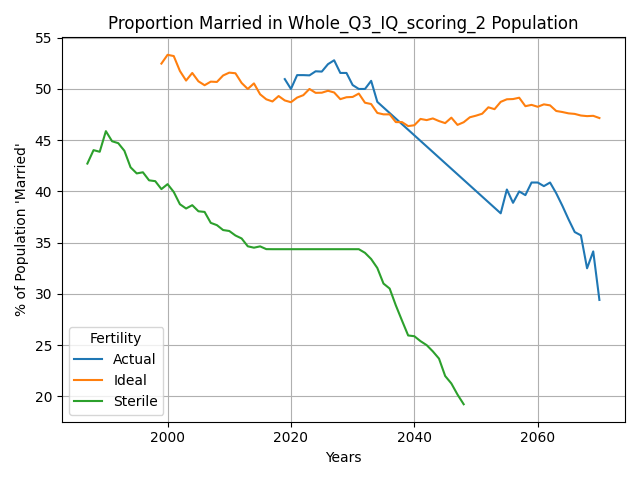 Proportion Married in Whole_Q3_IQ_scoring_2 Population
% of Population 'Married'
55
50
45
40
35
30
25
20
Fertility
Actual
Ideal
Sterile
2000 2020 2040 2060
Years